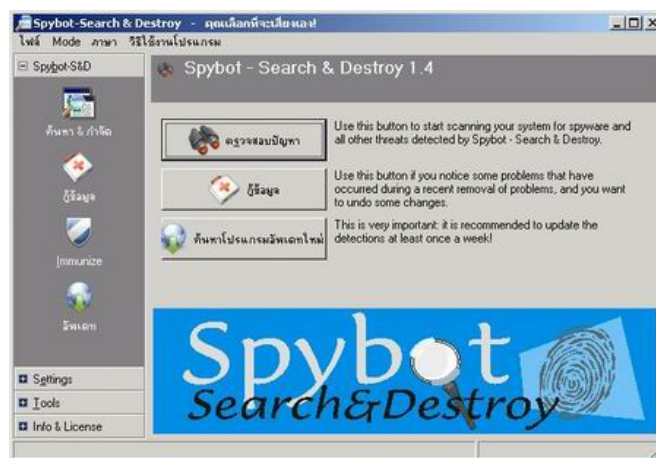 Spybot-Search & Destroy - คุณเลือกที่จะเสี่ยงเอง!
ไฟล์ Mode ภาษา วิธีใช้งานโปรแกรม
Spybot-S&D
ค้นหา & กำจัด
กู้ข้อมูล
Immunize
อัพเดท
Settings
Tools
Info & License
Spybot - Search & Destroy 1.4
ตรวจสอบปัญหา
Use this button to start scanning your system for spyware and
all other threats detected by Spybot - Search & Destroy.
กู้ข้อมูล
Use this button if you notice some problems that have
occurred during a recent removal of problems, and you want
to undo some changes.
ค้นหาโปรแกรมอัพเดทใหม่
This is very important: it is recommended to update the
detections at least once a week!
Spybot
Search&Destroy